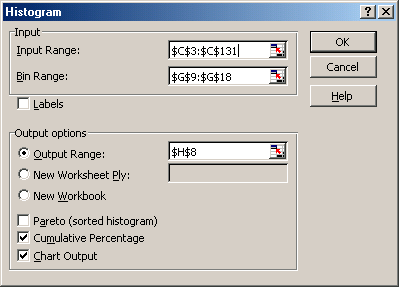 Histogram
Input
Input Range: $C$3:$C$131
Bin Range: $G$9:$G$18
Labels
OK
Cancel
Help
Output options
Output Range: $H$8
New Worksheet Ply:
New Workbook
Pareto (sorted histogram)
Cumulative Percentage
Chart Output